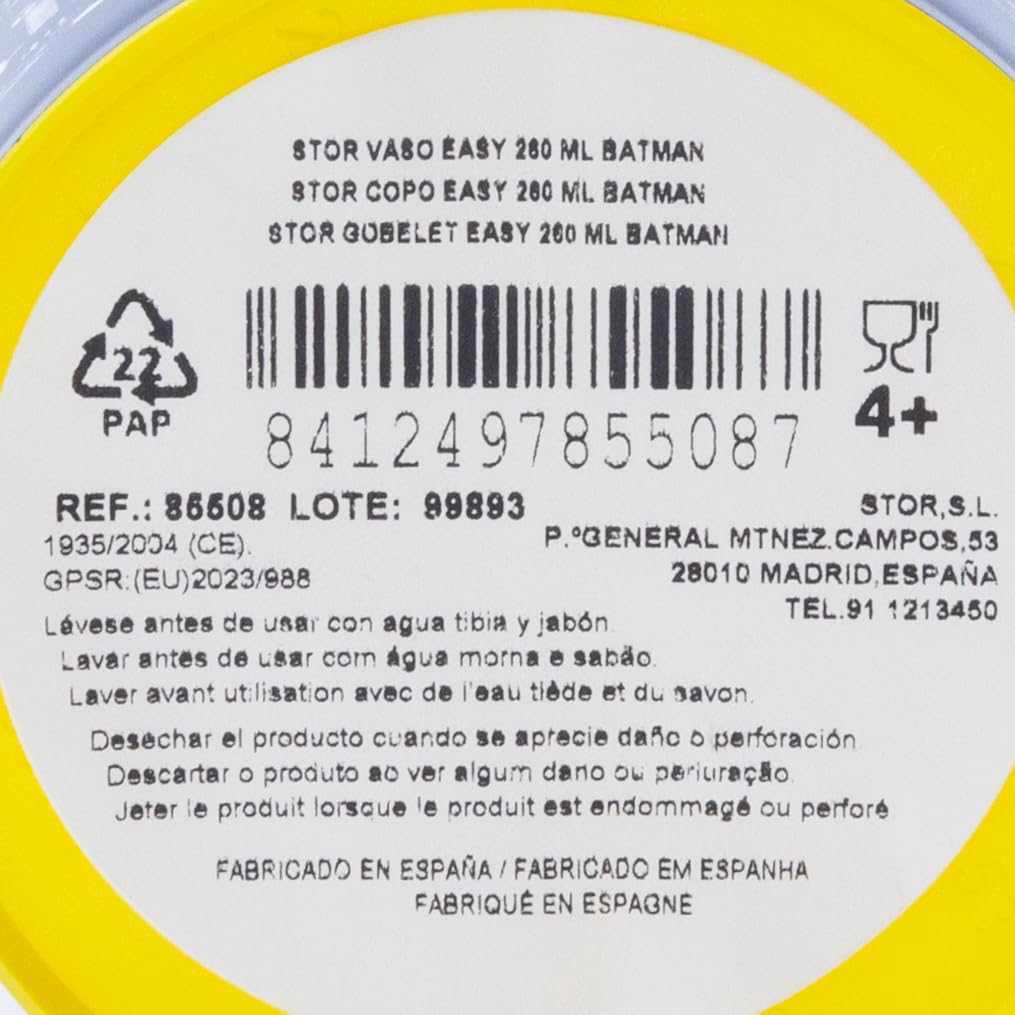 STOR VASO EASY 260 ML BATMAN
STOR COPO EASY 260 ML BATMAN
STOR GOBELET EASY 260 ML BATMAN
22
PAP
8412497855087
4+
REF.: 85508 LOTE: 99893
1935/2004 (CE).
GPSR:(EU)2023/988
STOR,S.L.
P.ºGENERAL MTNEZ.CAMPOS,53
28010 MADRID,ESPAÑA
TEL.91 1213450
Lávese antes de usar con agua tibia y jabón.
Lavar antes de usar com água morna e sabão.
Laver avant utilisation avec de l'eau tiède et du savon.
Desechar el producto cuando se aprecie daño o perforación
Descartar o produto ao ver algum dano ou perfuração.
Jeter le produit lorsque le produit est endommagé ou perforé
FABRICADO EN ESPAÑA / FABRICADO EM ESPANHA
FABRIQUÉ EN ESPAGNE